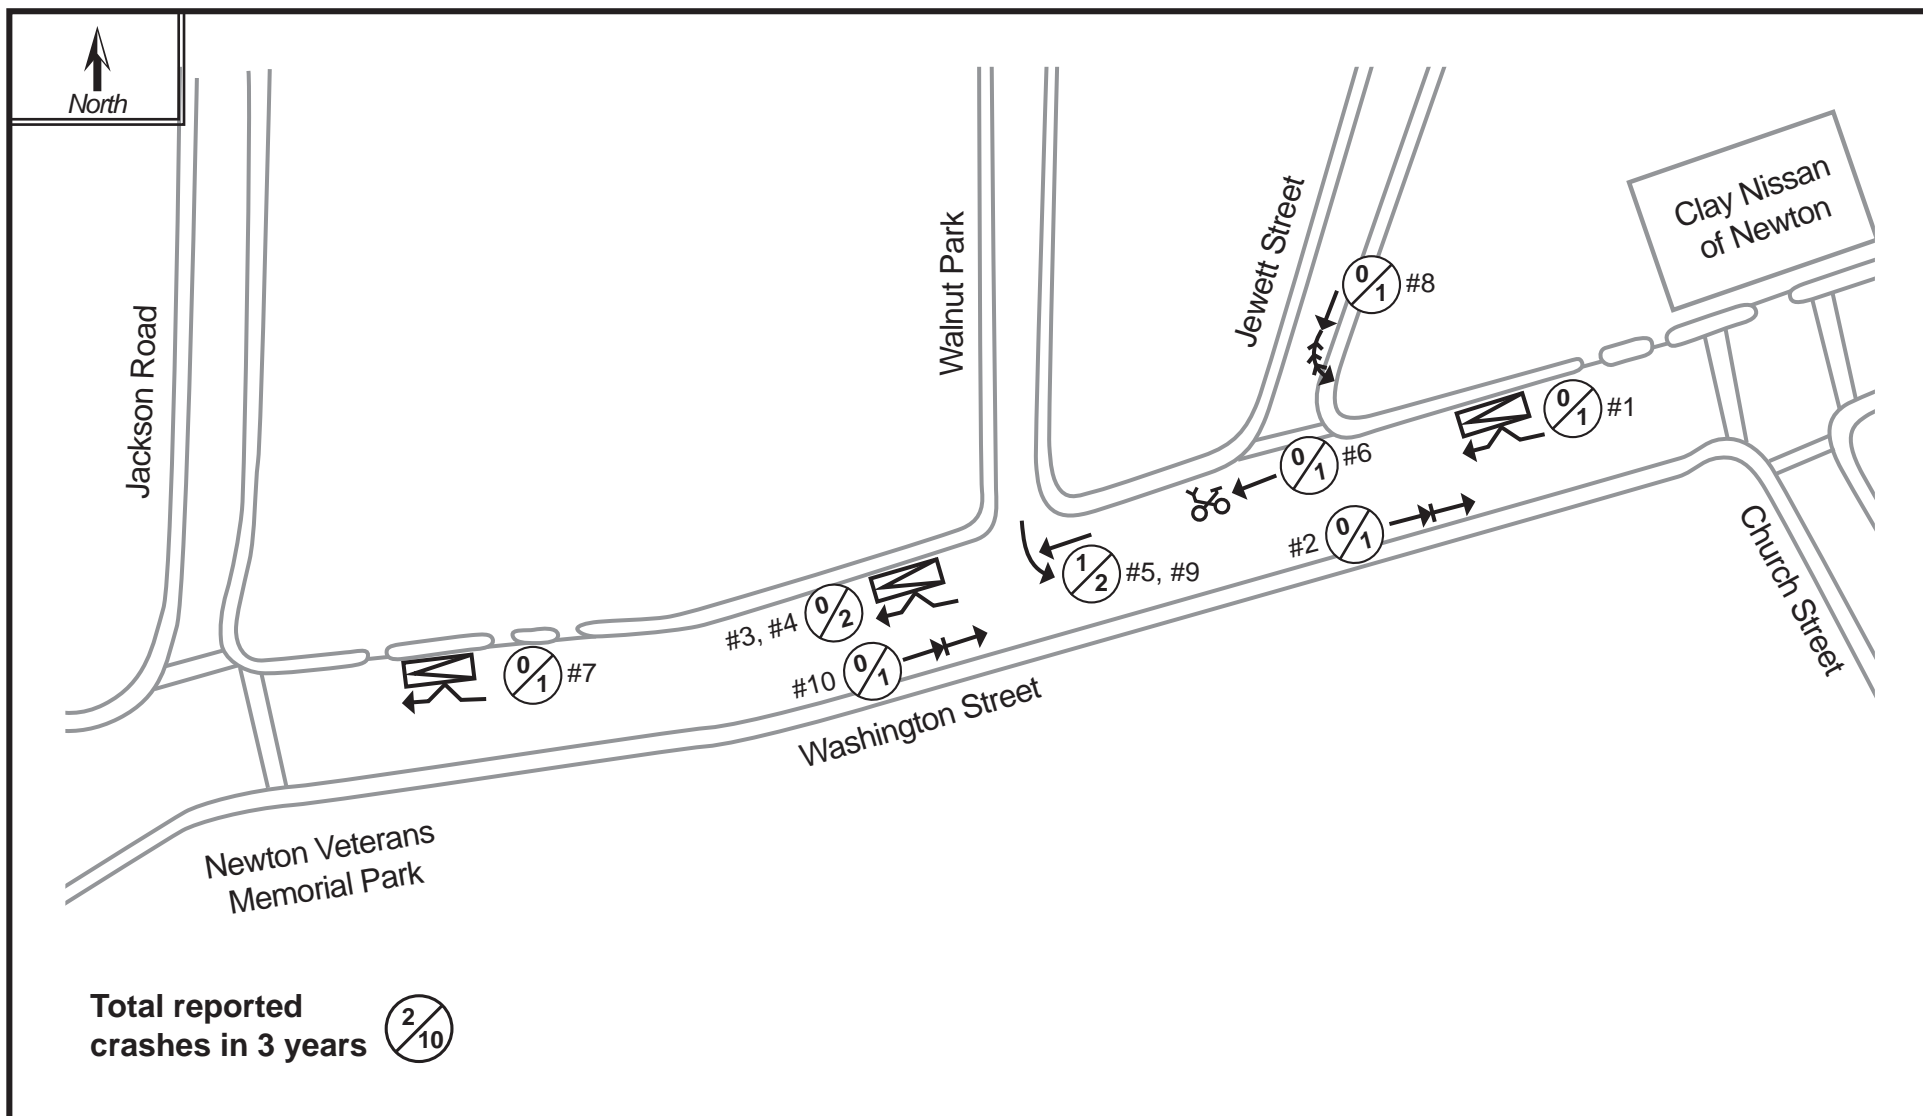 North
Jackson Road
Walnut Park
Jewett Street
Clay Nissan
of Newton
0/1 #8
0/1 #1
0/1 #6
#2 0/1
1/2 #5, #9
#3, #4 0/2
#10 0/1
0/1 #7
Church Street
Washington Street
Newton Veterans
Memorial Park
Total reported
crashes in 3 years
2/10